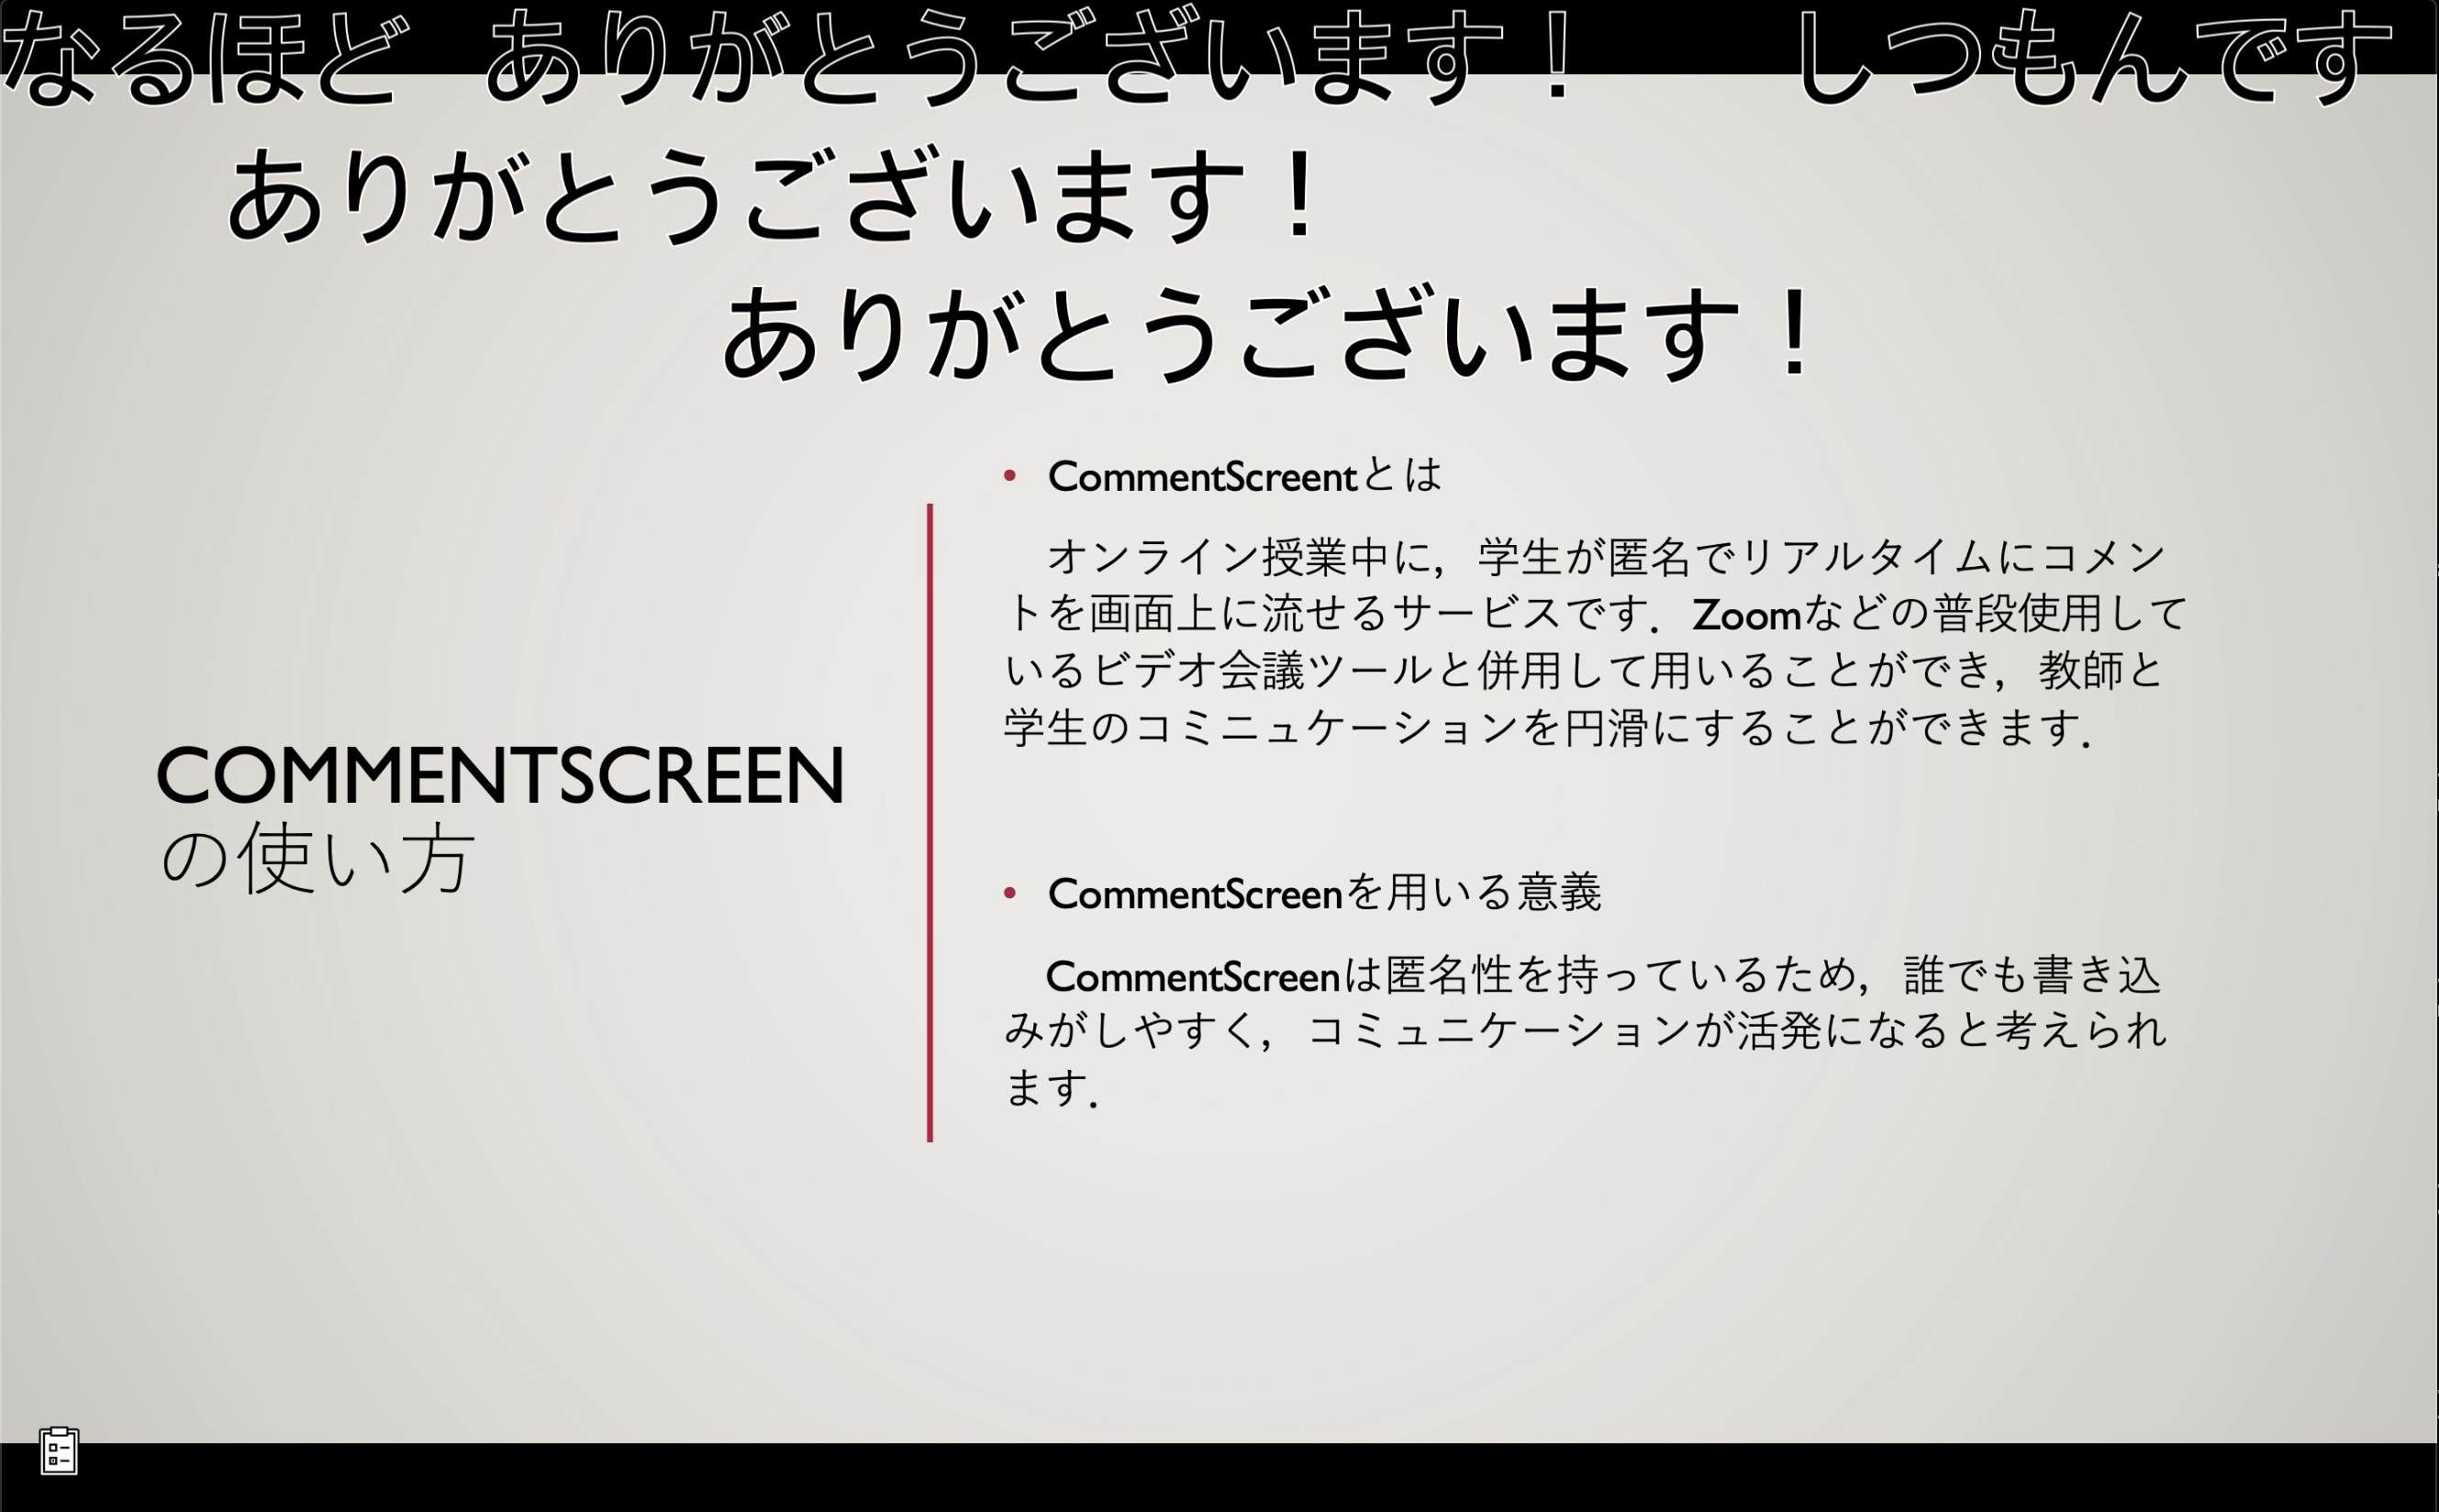 なるほど ありがとうございます！ しつもんです
ありがとうございます！
ありがとうございます！
COMMENTSCREEN
の使い方
• CommentScreentとは
オンライン授業中に，学生が匿名でリアルタイムにコメン
トを画面上に流せるサービスです．Zoomなどの普段使用して
いるビデオ会議ツールと併用して用いることができ，教師と
学生のコミニュケーションを円滑にすることができます．
• CommentScreenを用いる意義
CommentScreenは匿名性を持っているため，誰でも書き込
みがしやすく，コミュニケーションが活発になると考えられ
ます．